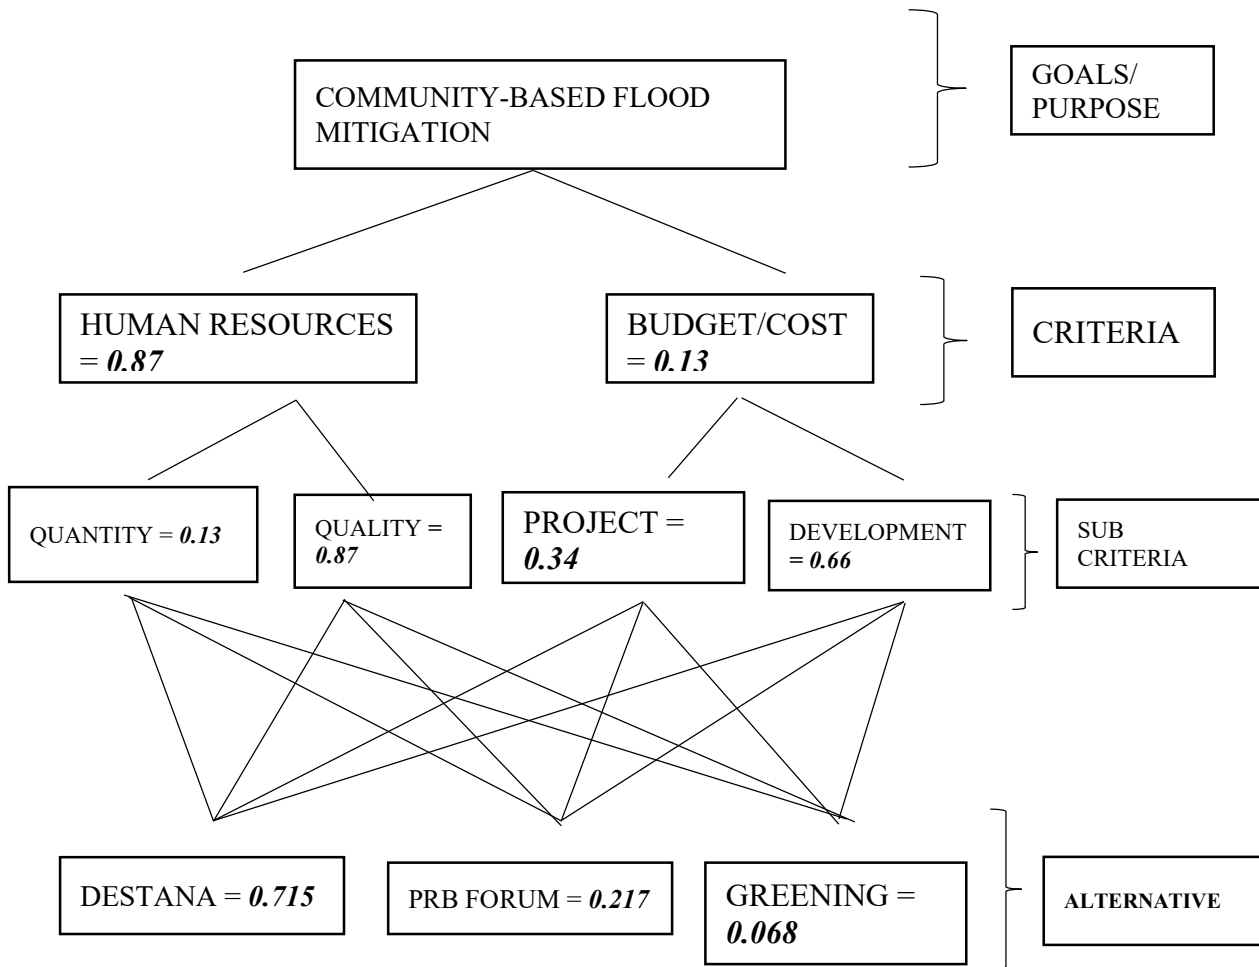 COMMUNITY-BASED FLOOD
MITIGATION
GOALS/
PURPOSE
HUMAN RESOURCES
= 0.87
BUDGET/COST
= 0.13
CRITERIA
QUANTITY = 0.13
QUALITY =
0.87
PROJECT =
0.34
DEVELOPMENT
= 0.66
SUB
CRITERIA
DESTANA = 0.715
PRB FORUM = 0.217
GREENING =
0.068
ALTERNATIVE